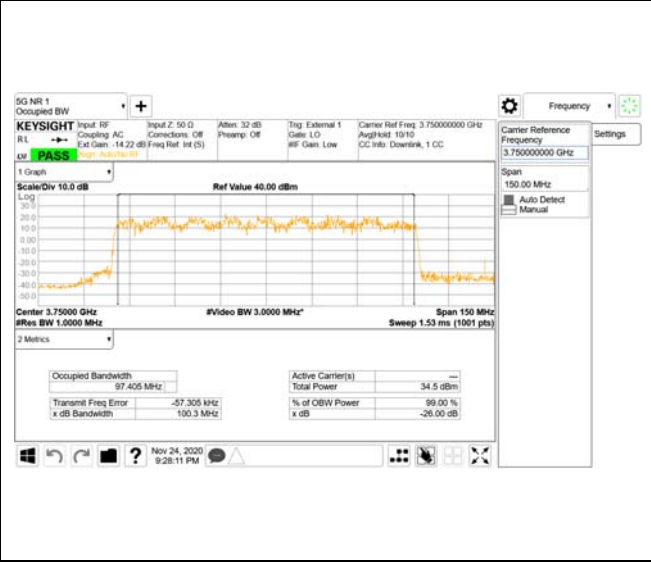 5G NR 1
Occupied BW
Frequency
KEYSIGHT
Input: RF
Input Z: 50 Ω
Atten: 32 dB
Trig: External 1
Carrier Ref Freq: 3.750000000 GHz
R L
Coupling: AC
Corrections: Off
Preamp: Off
Gate: LO
Avg|Hold: 10/10
Ext Gain: -14.22 dB
Freq Ref: Int (S)
#IF Gain: Low
CC Info: Downlink, 1 CC
PASS
Align: Auto/No RF
Carrier Reference
Frequency
3.750000000 GHz
Settings
Span
150.00 MHz
Auto Detect
Manual
1 Graph
Scale/Div 10.0 dB
Ref Value 40.00 dBm
Log
30.0
20.0
10.0
0.00
-10.0
-20.0
-30.0
-40.0
-50.0
Center 3.75000 GHz
#Video BW 3.0000 MHz*
Span 150 MHz
#Res BW 1.0000 MHz
Sweep 1.53 ms (1001 pts)
2 Metrics
Occupied Bandwidth
97.405 MHz
Active Carrier(s)
---
Total Power
34.5 dBm
Transmit Freq Error
-57.305 kHz
% of OBW Power
99.00 %
x dB Bandwidth
100.3 MHz
x dB
-26.00 dB
?
Nov 24, 2020
9:28:11 PM